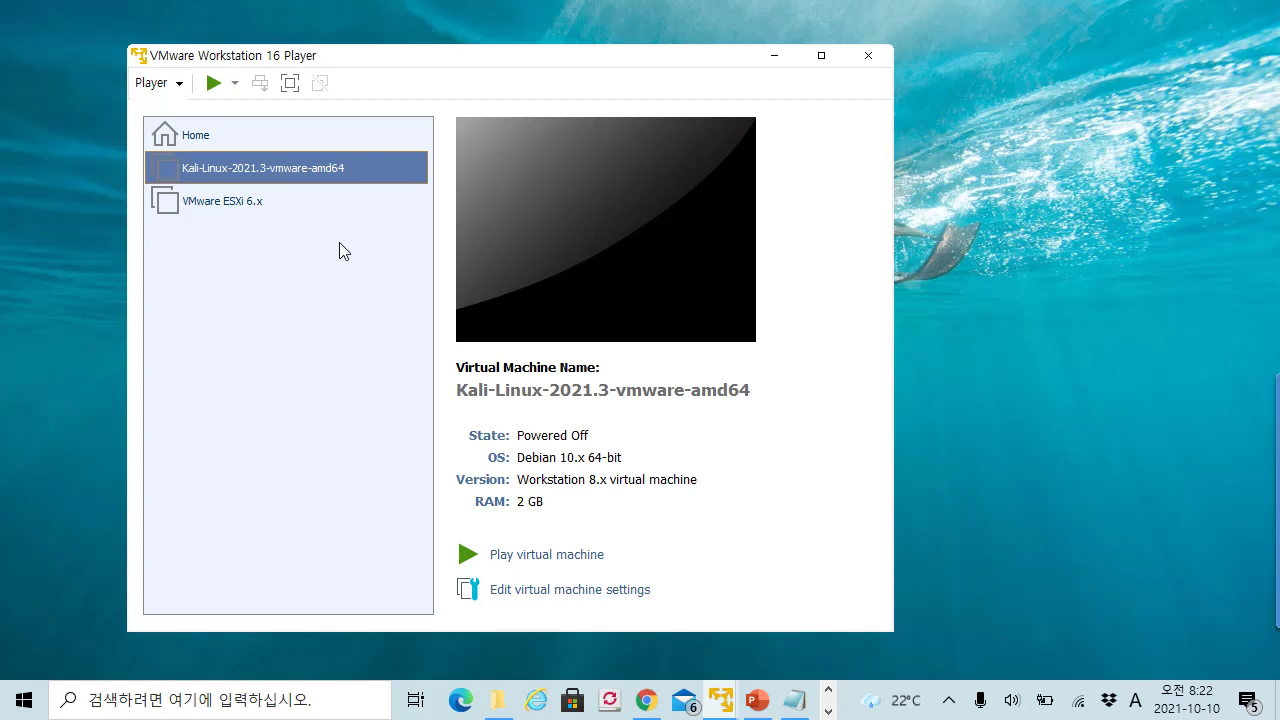 VMware Workstation 16 Player
Player
Home
Kali-Linux-2021.3-vmware-amd64
VMware ESXi 6.x
Virtual Machine Name:
Kali-Linux-2021.3-vmware-amd64
State: Powered Off
OS: Debian 10.x 64-bit
Version: Workstation 8.x virtual machine
RAM: 2 GB
Play virtual machine
Edit virtual machine settings
검색하려면 여기에 입력하십시오.
6
22°C
A
오전 8:22
2021-10-10
5